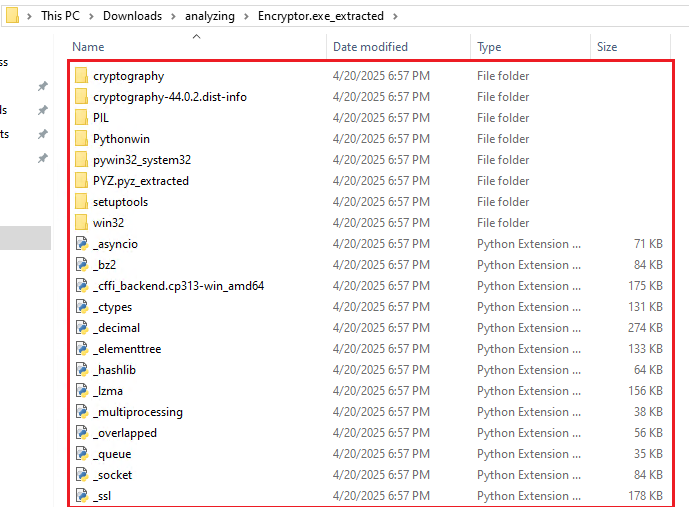 This PC > Downloads > analyzing > Encryptor.exe_extracted >
Name Date modified Type Size
ss
cryptography 4/20/2025 6:57 PM File folder
cryptography-44.0.2.dist-info 4/20/2025 6:57 PM File folder
ds PIL 4/20/2025 6:57 PM File folder
ts Pythonwin 4/20/2025 6:57 PM File folder
pywin32_system32 4/20/2025 6:57 PM File folder
PYZ.pyz_extracted 4/20/2025 6:57 PM File folder
setuptools 4/20/2025 6:57 PM File folder
win32 4/20/2025 6:57 PM File folder
_asyncio 4/20/2025 6:57 PM Python Extension ... 71 KB
_bz2 4/20/2025 6:57 PM Python Extension ... 84 KB
_cffi_backend.cp313-win_amd64 4/20/2025 6:57 PM Python Extension ... 175 KB
_ctypes 4/20/2025 6:57 PM Python Extension ... 131 KB
_decimal 4/20/2025 6:57 PM Python Extension ... 274 KB
_elementtree 4/20/2025 6:57 PM Python Extension ... 133 KB
_hashlib 4/20/2025 6:57 PM Python Extension ... 64 KB
_lzma 4/20/2025 6:57 PM Python Extension ... 156 KB
_multiprocessing 4/20/2025 6:57 PM Python Extension ... 38 KB
_overlapped 4/20/2025 6:57 PM Python Extension ... 56 KB
_queue 4/20/2025 6:57 PM Python Extension ... 35 KB
_socket 4/20/2025 6:57 PM Python Extension ... 84 KB
_ssl 4/20/2025 6:57 PM Python Extension ... 178 KB